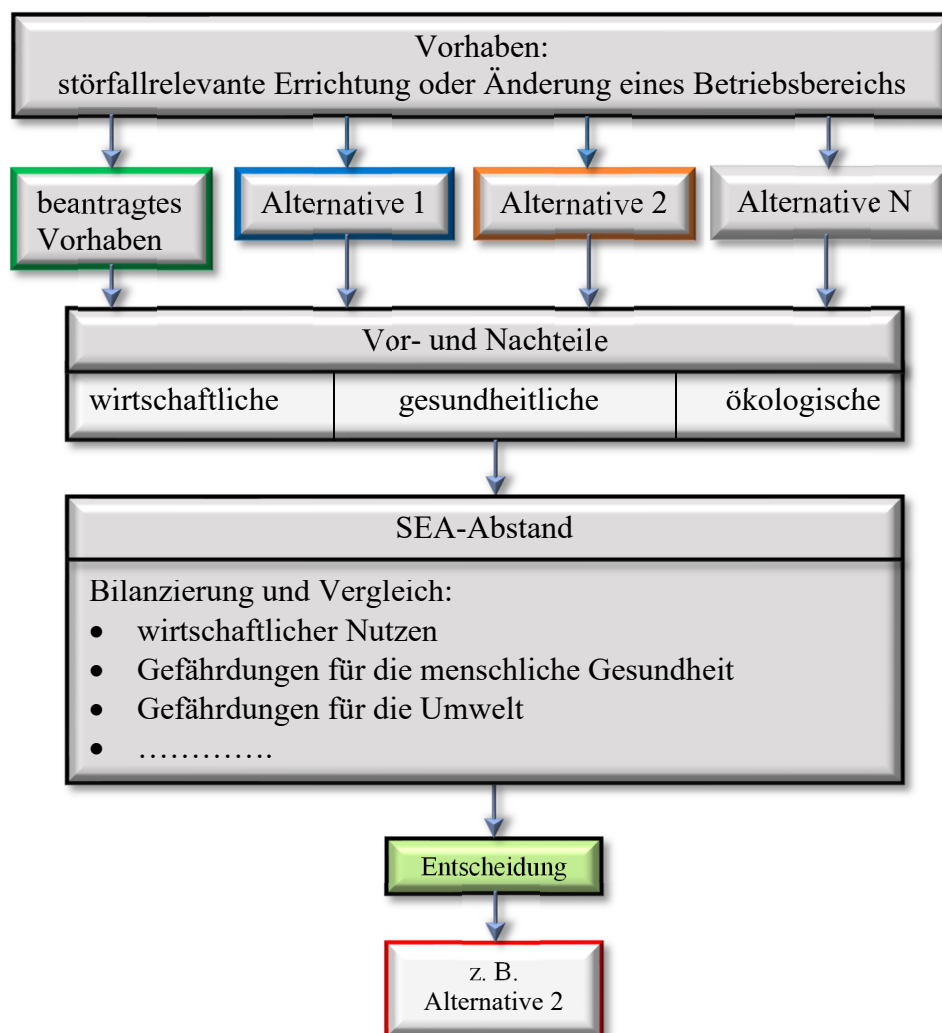 Vorhaben:
störfallrelevante Errichtung oder Änderung eines Betriebsbereichs
beantragtes
Vorhaben
Alternative 1
Alternative 2
Alternative N
Vor- und Nachteile
wirtschaftliche
gesundheitliche
ökologische
SEA-Abstand
Bilanzierung und Vergleich:
• wirtschaftlicher Nutzen
• Gefährdungen für die menschliche Gesundheit
• Gefährdungen für die Umwelt
• ………….
Entscheidung
z. B.
Alternative 2